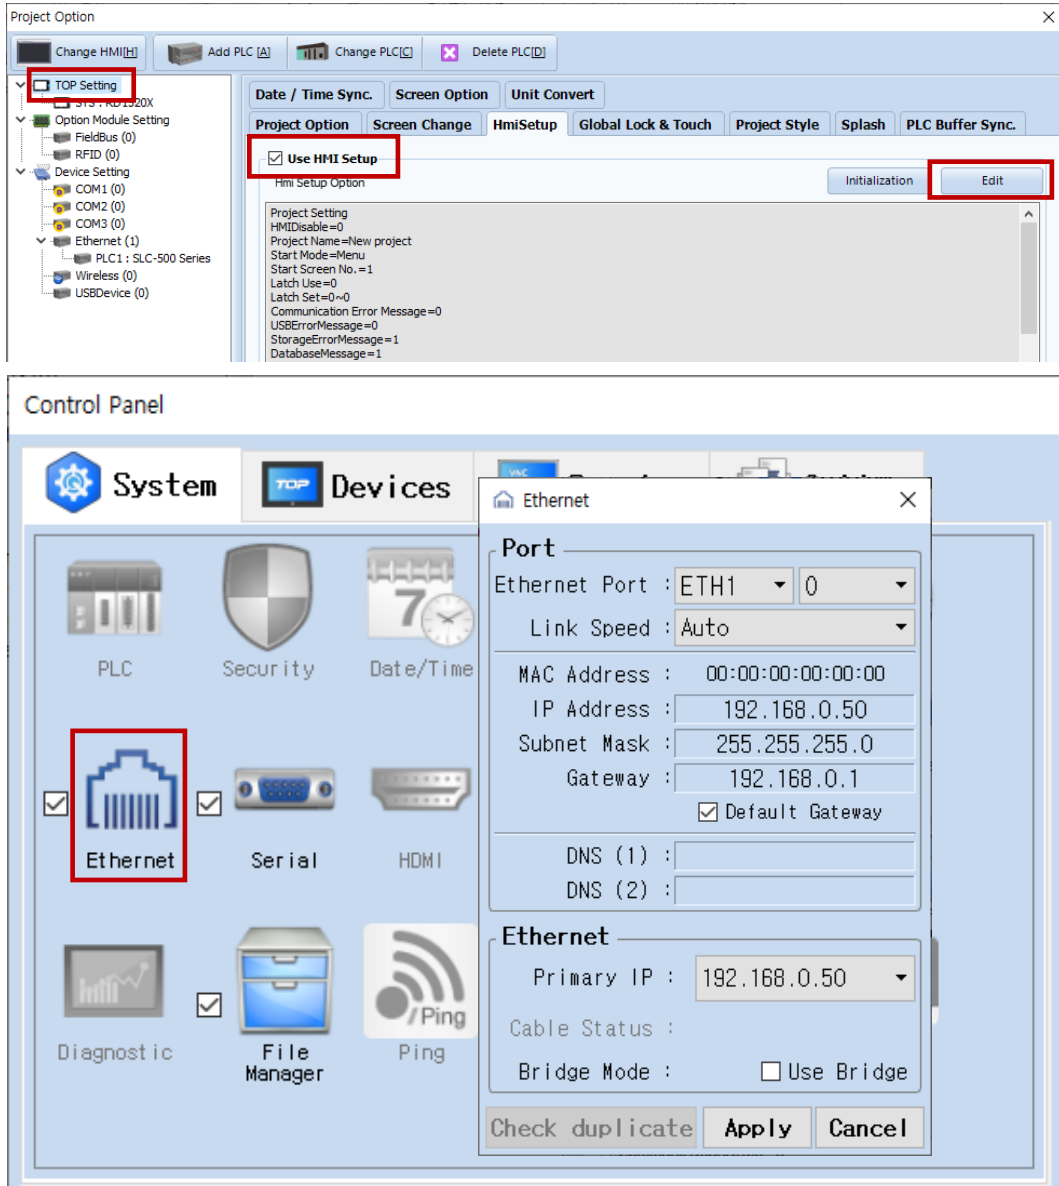 Project Option
Change HMI[H] Add PLC [A] Change PLC[C] Delete PLC[D]
TOP Setting
SYS : RD1520X
Option Module Setting
FieldBus (0)
RFID (0)
Device Setting
COM1 (0)
COM2 (0)
COM3 (0)
Ethernet (1)
PLC1 : SLC-500 Series
Wireless (0)
USBDevice (0)
Date / Time Sync. Screen Option Unit Convert
Project Option Screen Change HmiSetup Global Lock & Touch Project Style Splash PLC Buffer Sync.
Use HMI Setup
Hmi Setup Option Initialization Edit
Project Setting
HMIDisable=0
Project Name=New project
Start Mode=Menu
Start Screen No.=1
Latch Use=0
Latch Set=0~0
Communication Error Message=0
USBErrorMessage=0
StorageErrorMessage=1
DatabaseMessage=1
Control Panel
System
TOP Devices
VNC
PLC Security Date/Time
7
Ethernet Serial HDMI
Diagnostic File Manager Ping
/Ping
Ethernet
Port
Ethernet Port : ETH1 0
Link Speed : Auto
MAC Address : 00:00:00:00:00:00
IP Address : 192.168.0.50
Subnet Mask : 255.255.255.0
Gateway : 192.168.0.1
Default Gateway
DNS (1) :
DNS (2) :
Ethernet
Primary IP : 192.168.0.50
Cable Status :
Bridge Mode : Use Bridge
Check duplicate Apply Cancel